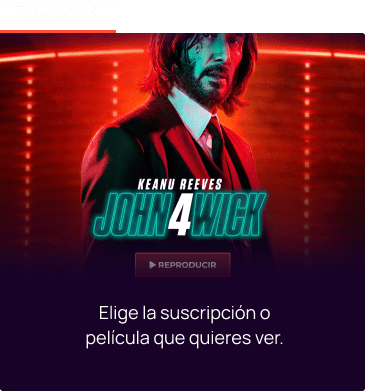 KEANU REEVES
JOHN 4 WICK
REPRODUCIR
Elige la suscripción o
película que quieres ver.